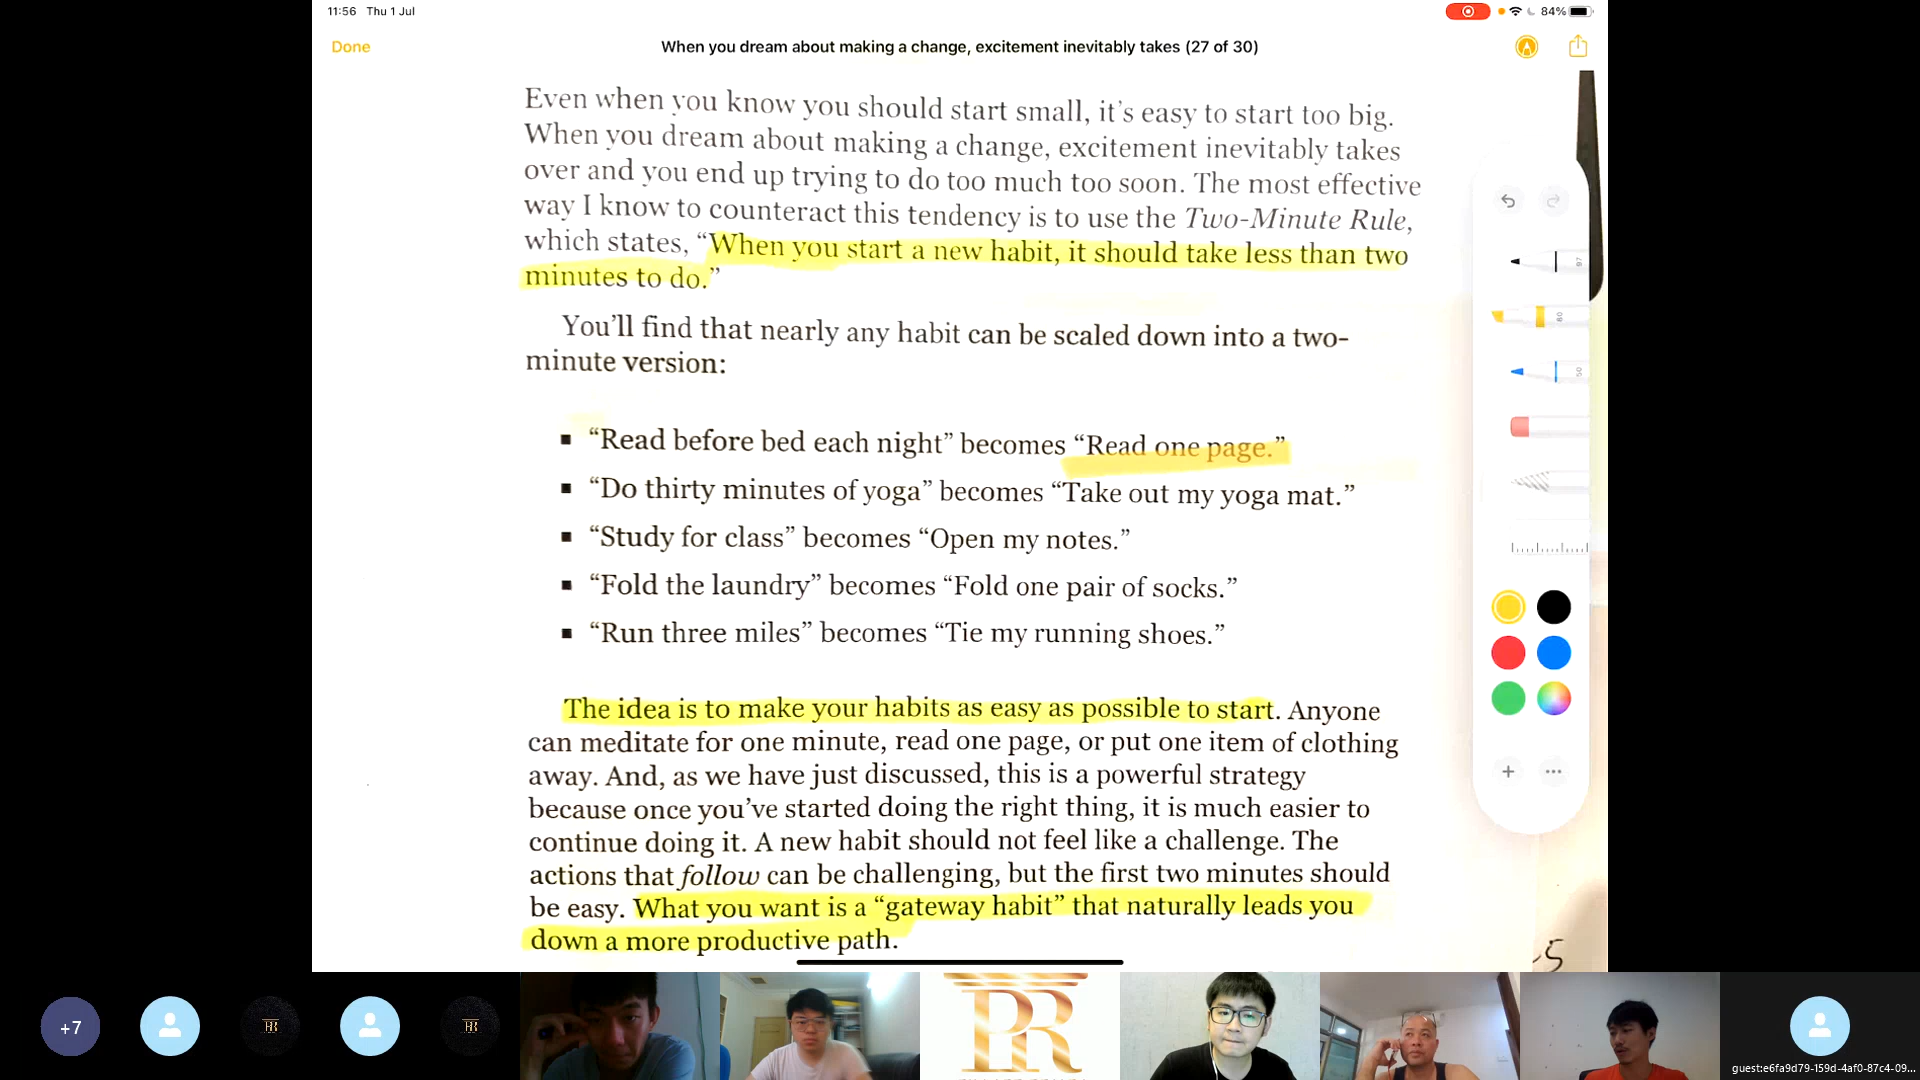 11:56 Thu 1 Jul
84%
Done
When you dream about making a change, excitement inevitably takes (27 of 30)
Even when you know you should start small, it's easy to start too big.
When you dream about making a change, excitement inevitably takes
over and you end up trying to do too much too soon. The most effective
way I know to counteract this tendency is to use the Two-Minute Rule,
which states, “When you start a new habit, it should take less than two
minutes to do.”
You'll find that nearly any habit can be scaled down into a two-
minute version:
▪ “Read before bed each night” becomes “Read one page.”
▪ “Do thirty minutes of yoga” becomes “Take out my yoga mat.”
▪ “Study for class” becomes “Open my notes.”
▪ “Fold the laundry” becomes “Fold one pair of socks.”
▪ “Run three miles” becomes “Tie my running shoes.”
The idea is to make your habits as easy as possible to start. Anyone
can meditate for one minute, read one page, or put one item of clothing
away. And, as we have just discussed, this is a powerful strategy
because once you've started doing the right thing, it is much easier to
continue doing it. A new habit should not feel like a challenge. The
actions that follow can be challenging, but the first two minutes should
be easy. What you want is a “gateway habit” that naturally leads you
down a more productive path.
97
80
50
5
+7
PR
guest:e6fa9d79-159d-4af0-87c4-09...